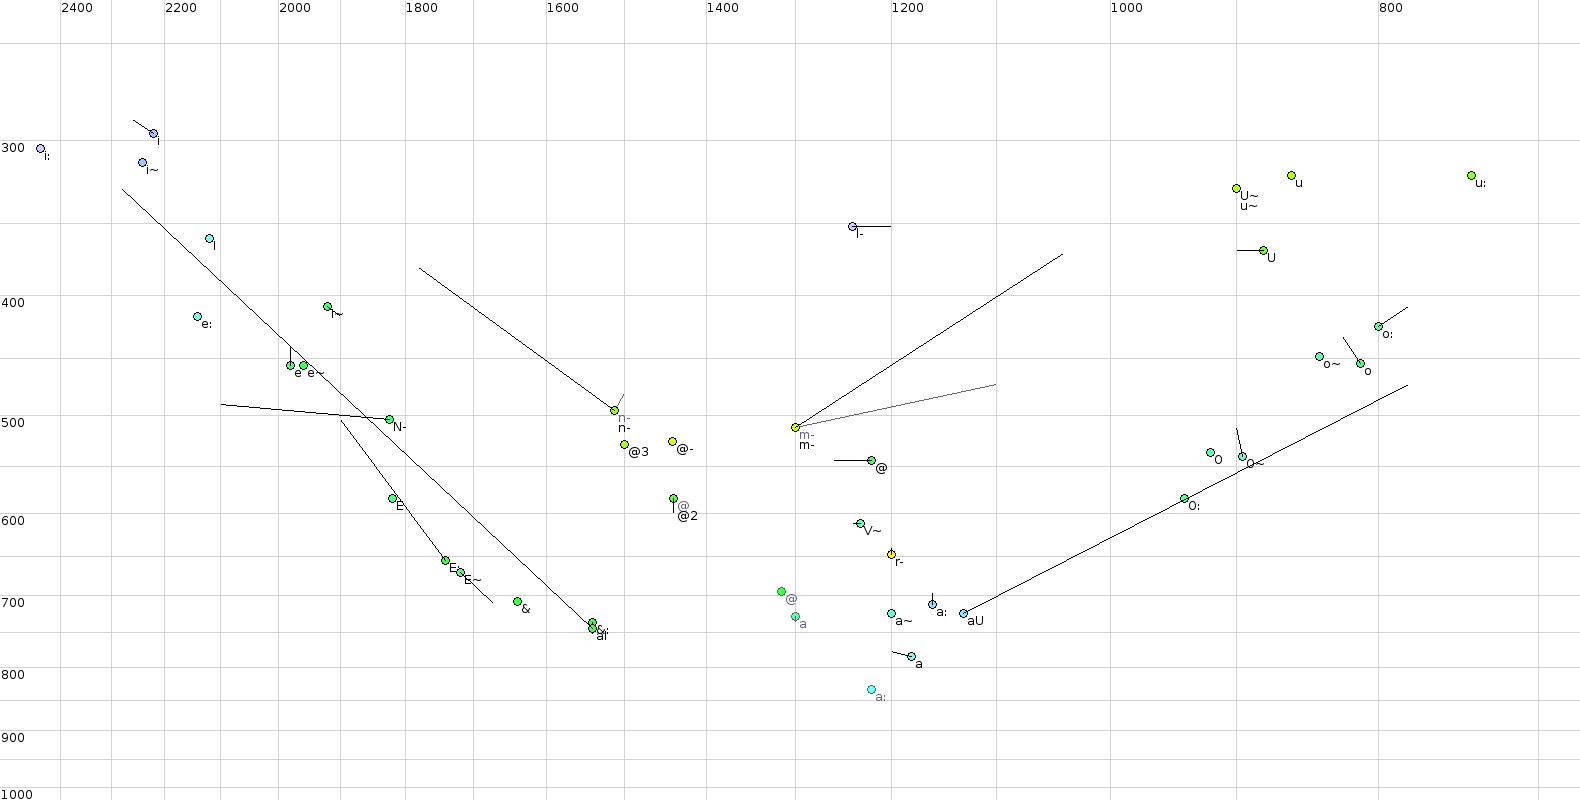 2400 2200 2000 1800 1600 1400 1200 1000 800
i
300
i:
i~
u
u:
U~
u~
I
i-
U
400
e:
I~
o:
e e~
o~
o
n-
500
n-
N-
m-
m-
@3
@-
@
O
O~
E
@
@2
O:
600
V~
r-
E:
E~
700
&
@
a:
a
a~
aU
&:
aI
a
800
a:
900
1000